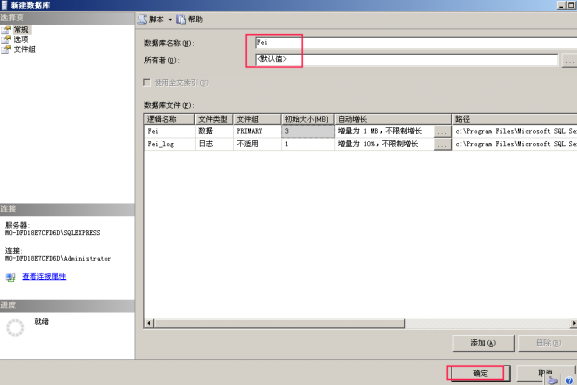 新建数据库
选择页
常规
选项
文件组
脚本
帮助
数据库名称(N):
Fei
所有者(O):
<默认值>
...
使用全文索引(U)
数据库文件(F):
逻辑名称 文件类型 文件组 初始大小(MB) 自动增长 路径
Fei 数据 PRIMARY 3 增量为 1 MB，不限制增长 ... c:\Program Files\Microsoft SQL Se
Fei_log 日志 不适用 1 增量为 10%，不限制增长 ... c:\Program Files\Microsoft SQL Se
连接
服务器:
WO-DFD18E7CFD6D\SQLEXPRESS
连接:
WO-DFD18E7CFD6D\Administrator
查看连接属性
进度
就绪
添加(A)
删除(R)
确定